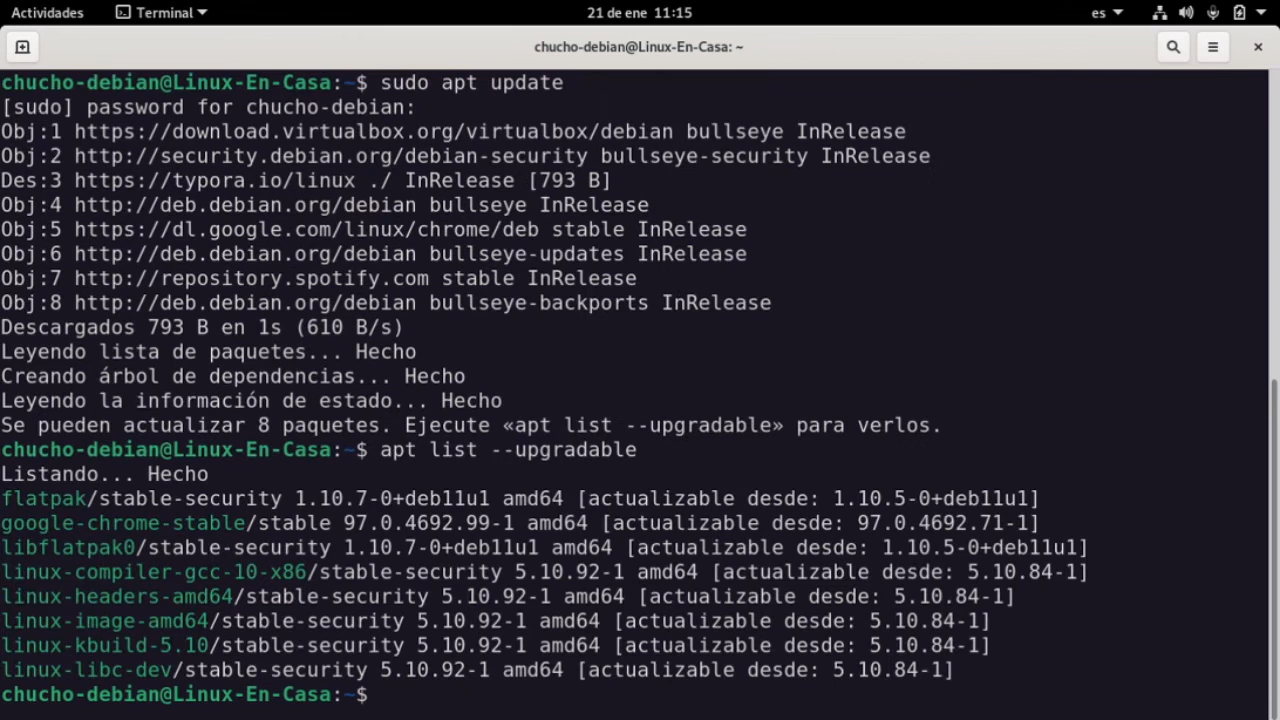 Actividades Terminal 21 de ene 11:15 es
chucho-debian@Linux-En-Casa: ~
chucho-debian@Linux-En-Casa:~$ sudo apt update
[sudo] password for chucho-debian:
Obj:1 https://download.virtualbox.org/virtualbox/debian bullseye InRelease
Obj:2 http://security.debian.org/debian-security bullseye-security InRelease
Des:3 https://typora.io/linux ./ InRelease [793 B]
Obj:4 http://deb.debian.org/debian bullseye InRelease
Obj:5 https://dl.google.com/linux/chrome/deb stable InRelease
Obj:6 http://deb.debian.org/debian bullseye-updates InRelease
Obj:7 http://repository.spotify.com stable InRelease
Obj:8 http://deb.debian.org/debian bullseye-backports InRelease
Descargados 793 B en 1s (610 B/s)
Leyendo lista de paquetes... Hecho
Creando árbol de dependencias... Hecho
Leyendo la información de estado... Hecho
Se pueden actualizar 8 paquetes. Ejecute «apt list --upgradable» para verlos.
chucho-debian@Linux-En-Casa:~$ apt list --upgradable
Listando... Hecho
flatpak/stable-security 1.10.7-0+deb11u1 amd64 [actualizable desde: 1.10.5-0+deb11u1]
google-chrome-stable/stable 97.0.4692.99-1 amd64 [actualizable desde: 97.0.4692.71-1]
libflatpak0/stable-security 1.10.7-0+deb11u1 amd64 [actualizable desde: 1.10.5-0+deb11u1]
linux-compiler-gcc-10-x86/stable-security 5.10.92-1 amd64 [actualizable desde: 5.10.84-1]
linux-headers-amd64/stable-security 5.10.92-1 amd64 [actualizable desde: 5.10.84-1]
linux-image-amd64/stable-security 5.10.92-1 amd64 [actualizable desde: 5.10.84-1]
linux-kbuild-5.10/stable-security 5.10.92-1 amd64 [actualizable desde: 5.10.84-1]
linux-libc-dev/stable-security 5.10.92-1 amd64 [actualizable desde: 5.10.84-1]
chucho-debian@Linux-En-Casa:~$